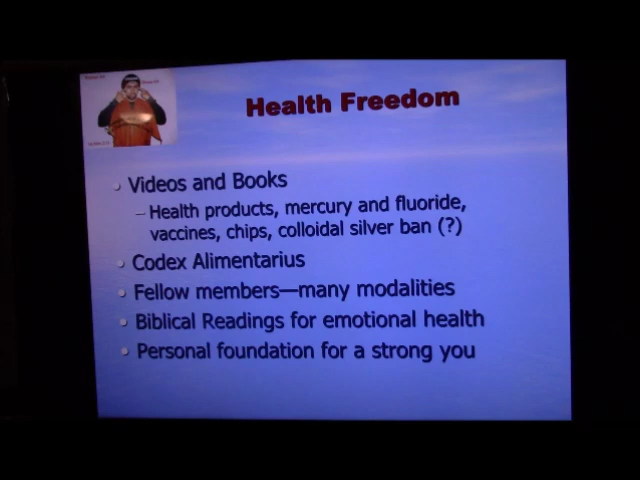 Health Freedom
Videos and Books
–Health products, mercury and fluoride,
vaccines, chips, colloidal silver ban (?)
Codex Alimentarius
Fellow members—many modalities
Biblical Readings for emotional health
Personal foundation for a strong you